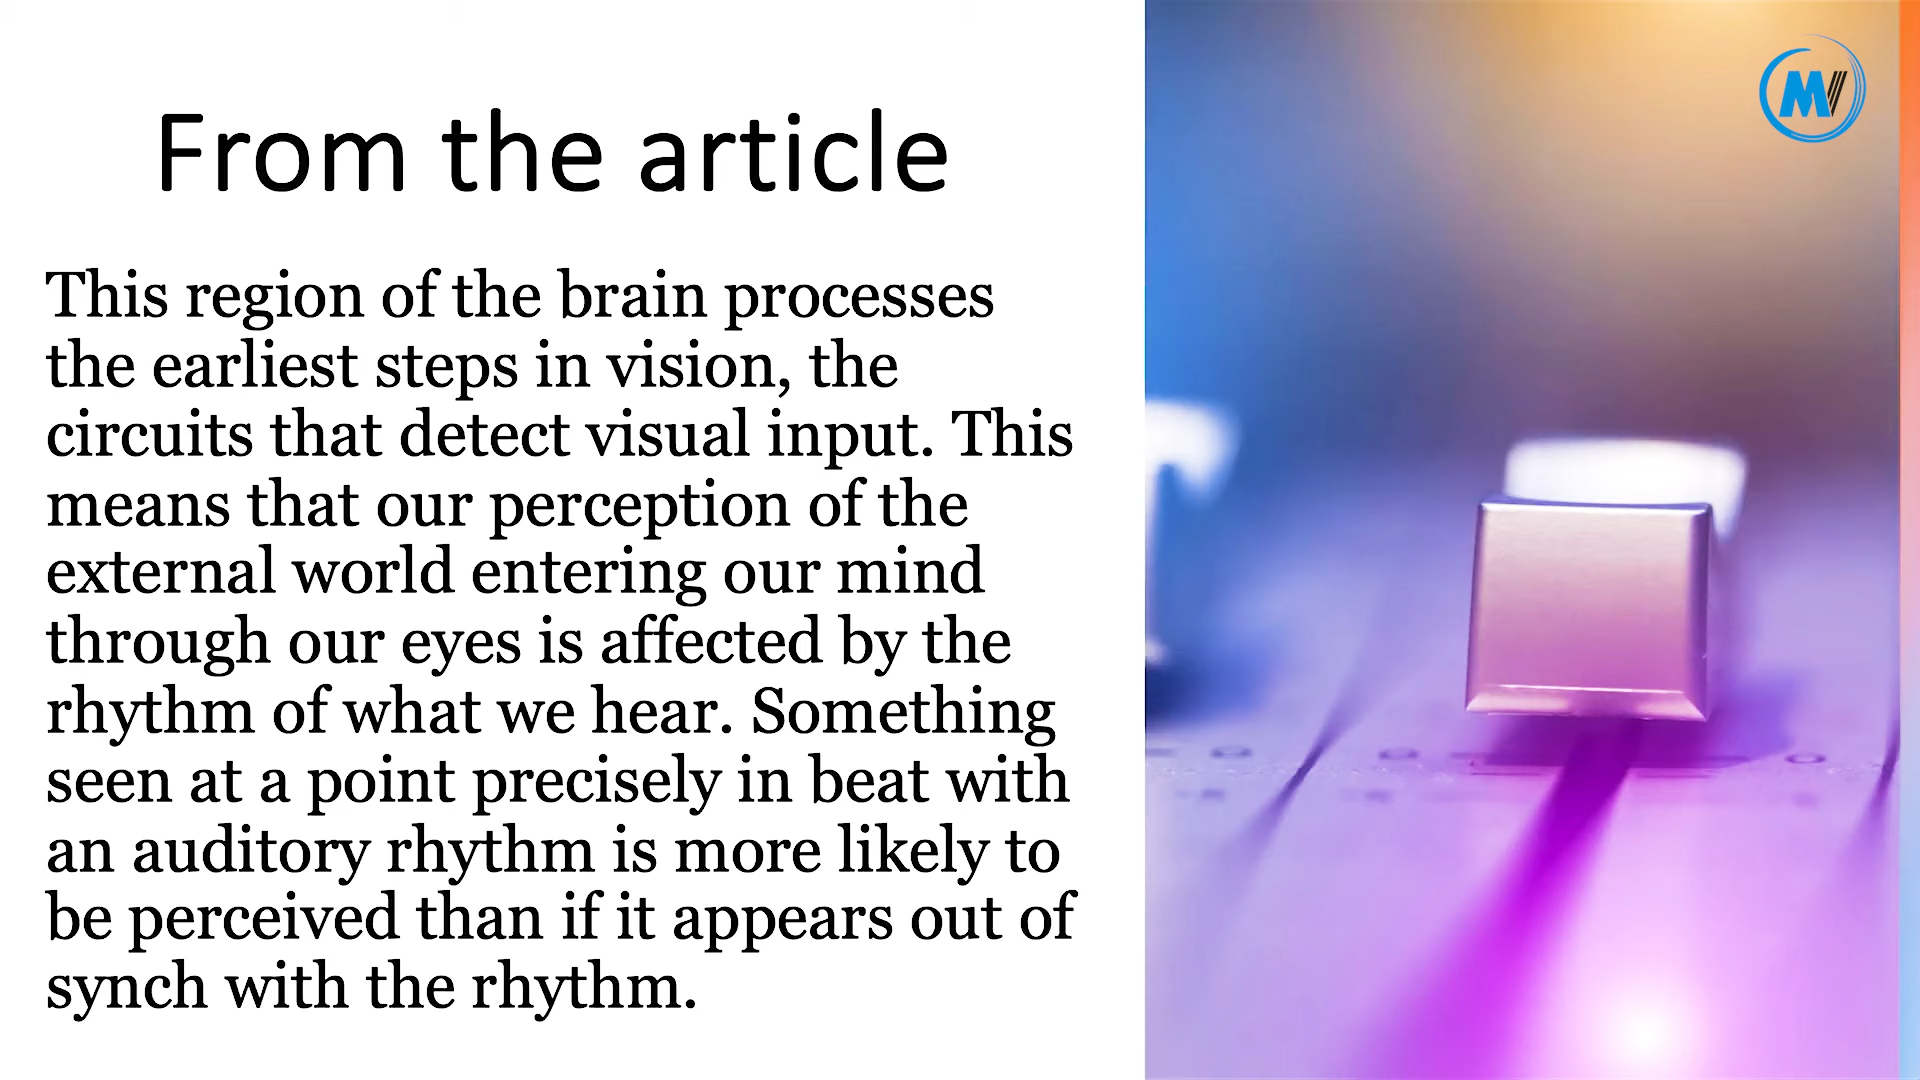 From the article
This region of the brain processes
the earliest steps in vision, the
circuits that detect visual input. This
means that our perception of the
external world entering our mind
through our eyes is affected by the
rhythm of what we hear. Something
seen at a point precisely in beat with
an auditory rhythm is more likely to
be perceived than if it appears out of
synch with the rhythm.
MV